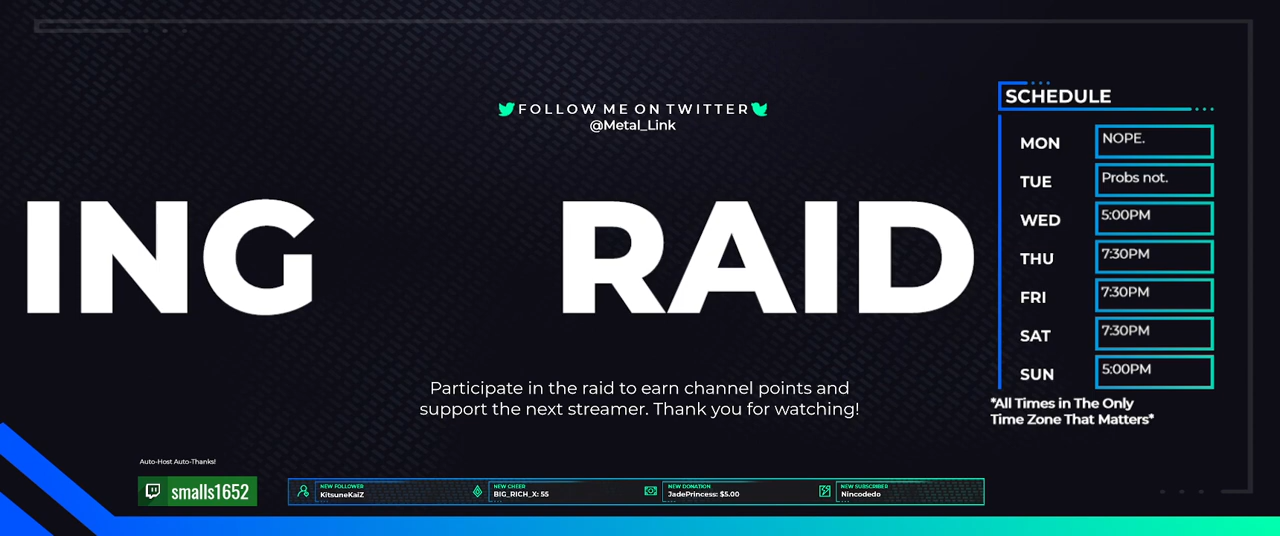 FOLLOW ME ON TWITTER
@Metal_Link
ING RAID
Participate in the raid to earn channel points and
support the next streamer. Thank you for watching!
SCHEDULE
MON NOPE.
TUE Probs not.
WED 5:00PM
THU 7:30PM
FRI 7:30PM
SAT 7:30PM
SUN 5:00PM
*All Times in The Only
Time Zone That Matters*
Auto-Host Auto-Thanks!
smalls1652
NEW FOLLOWER
KitsuneKaiZ
NEW CHEER
BIG_RICH_X: 55
NEW DONATION
JadePrincess: $5.00
NEW SUBSCRIBER
Nincodedo